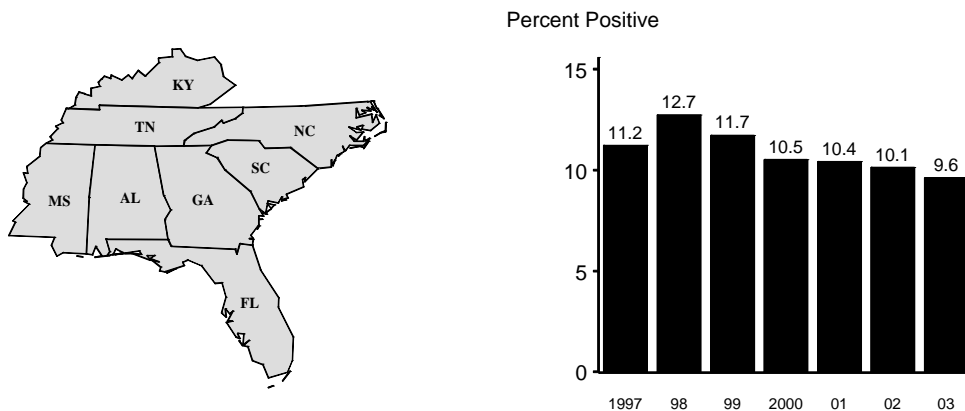 KY
TN
NC
SC
MS
AL
GA
FL
Percent Positive
15
10
5
0
11.2
12.7
11.7
10.5
10.4
10.1
9.6
1997 98 99 2000 01 02 03